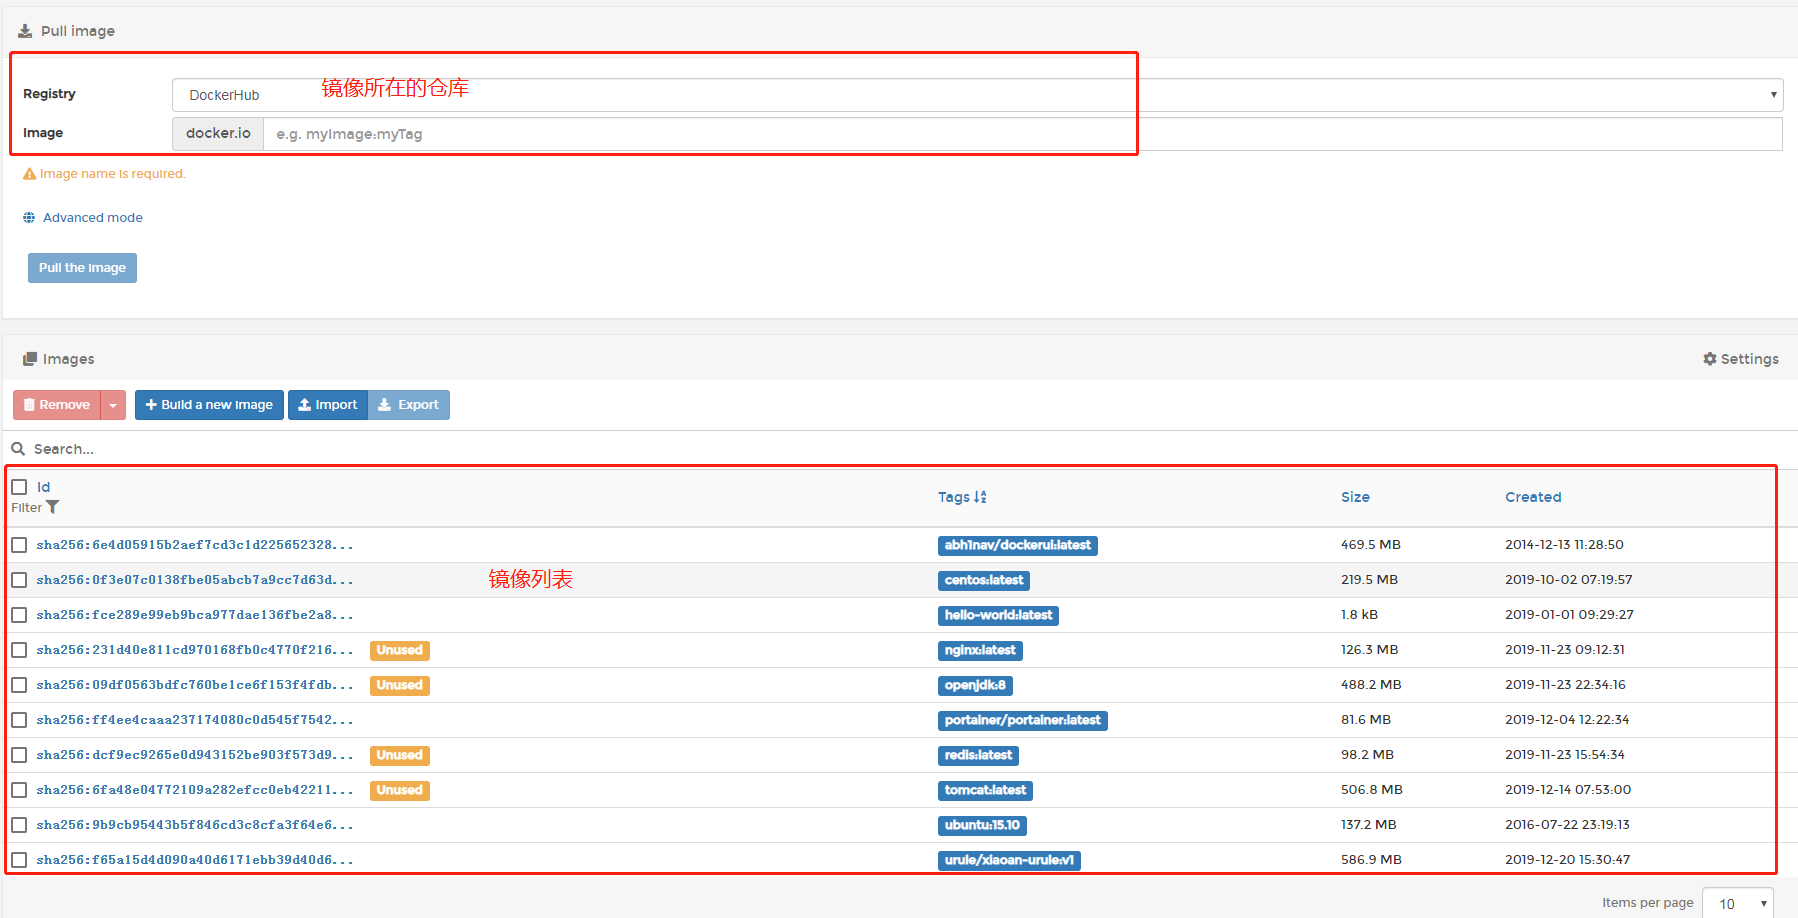 Pull image
Registry DockerHub 镜像所在的仓库
Image docker.io e.g. myImage:myTag
Image name is required.
Advanced mode
Pull the image
Images Settings
Remove Build a new image Import Export
Search...
Id
Filter Tags Size Created
sha256:6e4d05915b2aef7cd3c1d225652328... abh1nav/dockerui:latest 469.5 MB 2014-12-13 11:28:50
sha256:0f3e07c0138fbe05abcb7a9cc7d63d... 镜像列表 centos:latest 219.5 MB 2019-10-02 07:19:57
sha256:fce289e99eb9bca977dae136fbe2a8... hello-world:latest 1.8 kB 2019-01-01 09:29:27
sha256:231d40e811cd970168fb0c4770f216... Unused nginx:latest 126.3 MB 2019-11-23 09:12:31
sha256:09df0563bdfc760be1ce6f153f4fdb... Unused openjdk:8 488.2 MB 2019-11-23 22:34:16
sha256:ff4ee4caaa237174080c0d545f7542... portainer/portainer:latest 81.6 MB 2019-12-04 12:22:34
sha256:dcf9ec9265e0d943152be903f573d9... Unused redis:latest 98.2 MB 2019-11-23 15:54:34
sha256:6fa48e04772109a282efcc0eb42211... Unused tomcat:latest 506.8 MB 2019-12-14 07:53:00
sha256:9b9cb95443b5f846cd3c8cfa3f64e6... ubuntu:15.10 137.2 MB 2016-07-22 23:19:13
sha256:f65a15d4d090a40d6171ebb39d40d6... urule/xiaoan-urule:v1 586.9 MB 2019-12-20 15:30:47
Items per page 10